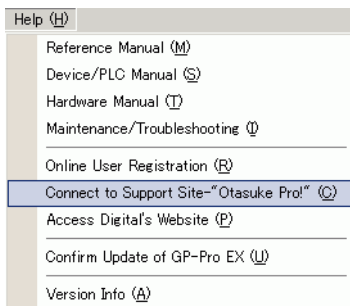 Help (H)
Reference Manual (M)
Device/PLC Manual (S)
Hardware Manual (T)
Maintenance/Troubleshooting (I)
Online User Registration (R)
Connect to Support Site-"Otasuke Pro!" (C)
Access Digital's Website (P)
Confirm Update of GP-Pro EX (U)
Version Info (A)